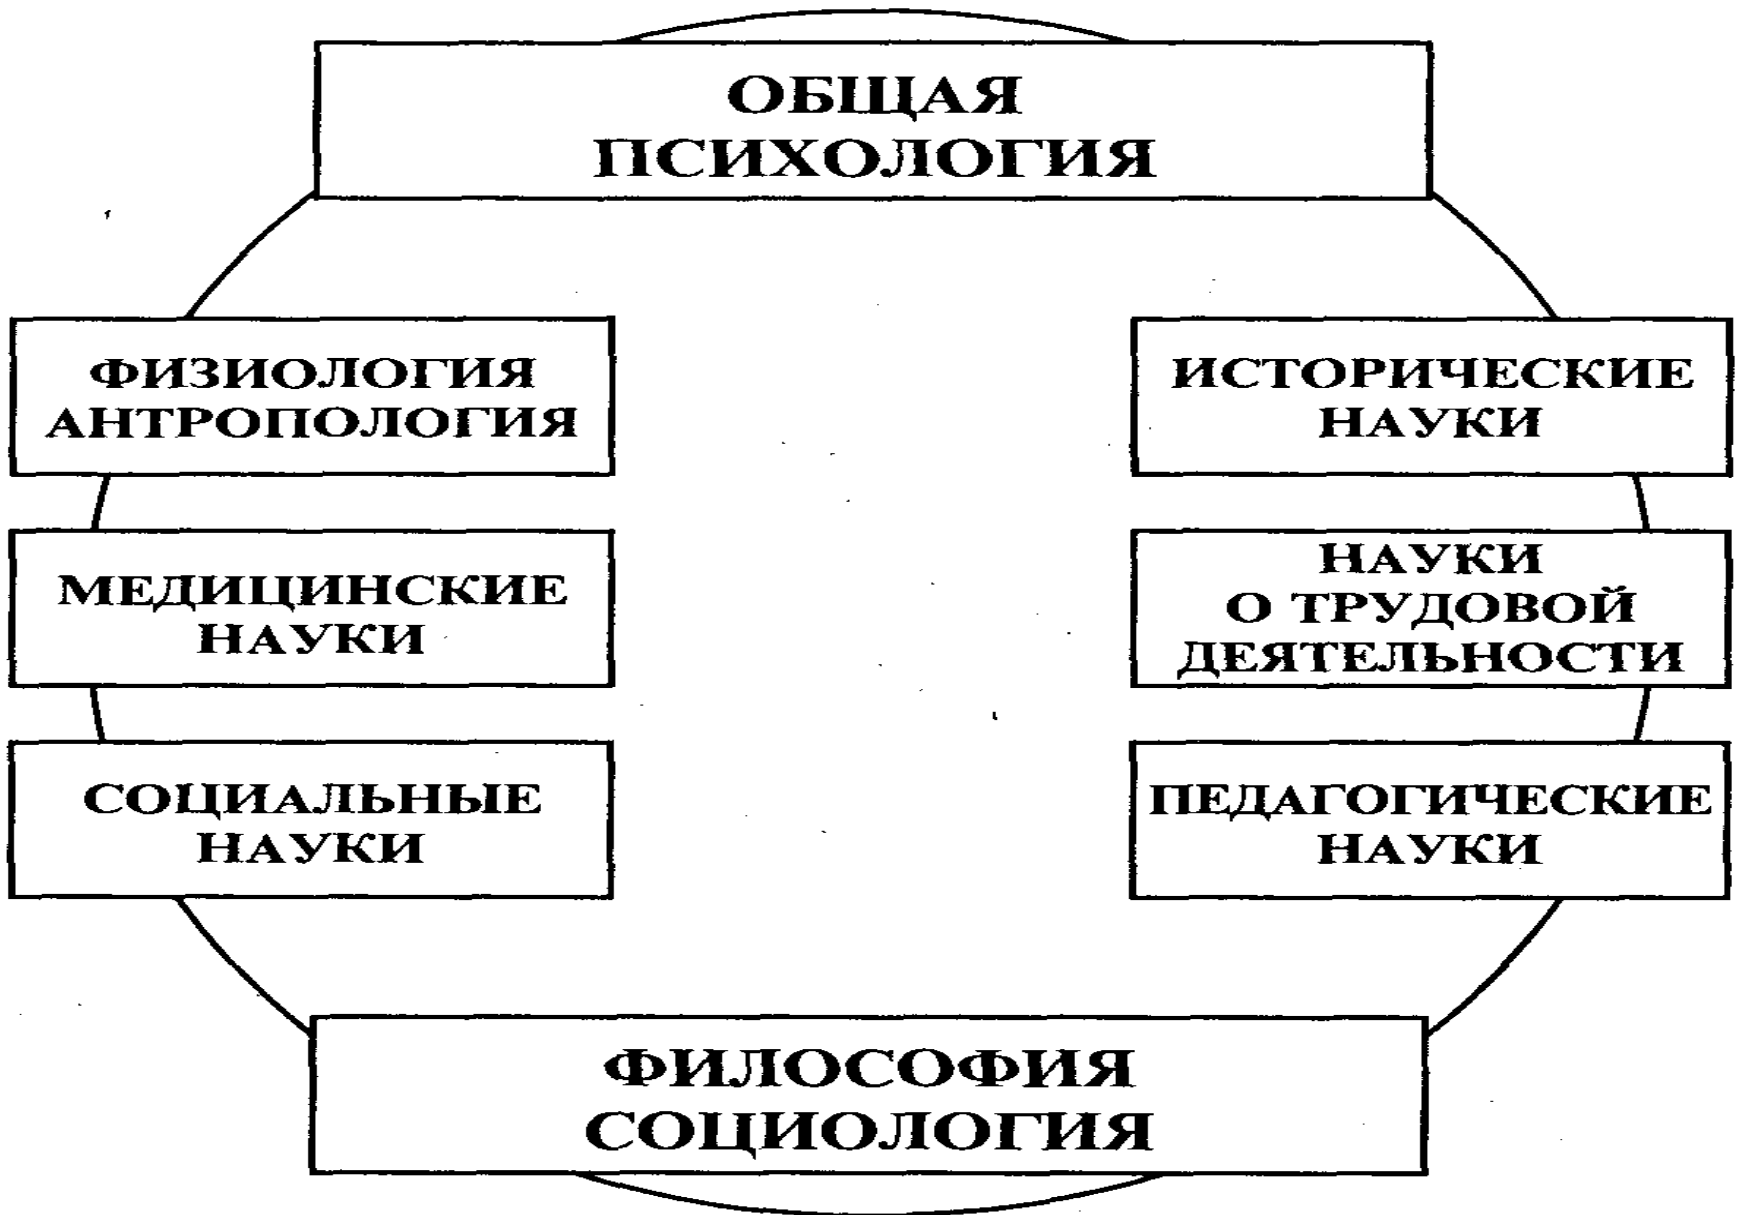 ОБЩАЯ
ПСИХОЛОГИЯ
ФИЗИОЛОГИЯ
АНТРОПОЛОГИЯ
ИСТОРИЧЕСКИЕ
НАУКИ
МЕДИЦИНСКИЕ
НАУКИ
НАУКИ
О ТРУДОВОЙ
ДЕЯТЕЛЬНОСТИ
СОЦИАЛЬНЫЕ
НАУКИ
ПЕДАГОГИЧЕСКИЕ
НАУКИ
ФИЛОСОФИЯ
СОЦИОЛОГИЯ